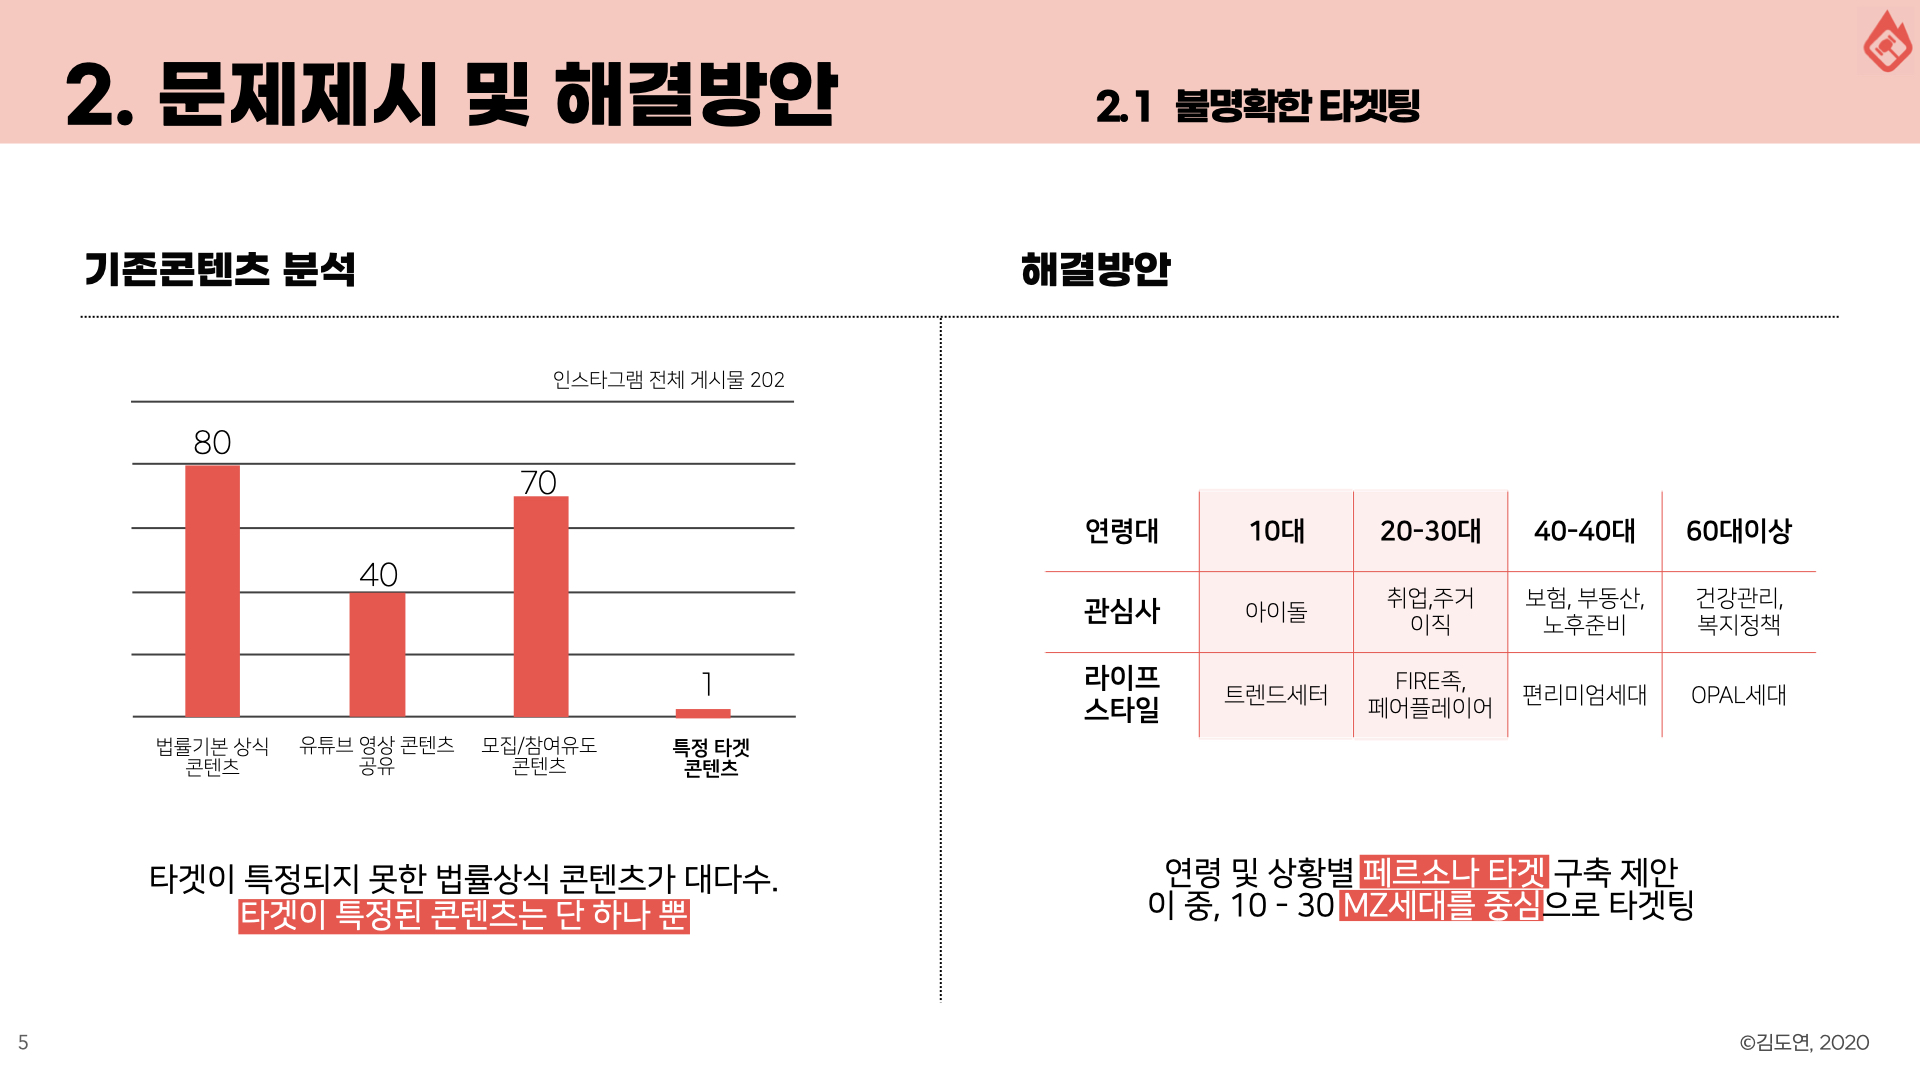 2. 문제제시 및 해결방안
2.1 불명확한 타겟팅
기존콘텐츠 분석
인스타그램 전체 게시물 202
80
40
70
1
법률기본 상식
콘텐츠
유튜브 영상 콘텐츠
공유
모집/참여유도
콘텐츠
특정 타겟
콘텐츠
타겟이 특정되지 못한 법률상식 콘텐츠가 대다수.
타겟이 특정된 콘텐츠는 단 하나 뿐
해결방안
연령대 10대 20-30대 40-40대 60대이상
관심사
아이돌
취업,주거
이직
보험, 부동산,
노후준비
건강관리,
복지정책
라이프
스타일
트렌드세터
FIRE족,
페어플레이어
편리미엄세대
OPAL세대
연령 및 상황별 페르소나 타겟 구축 제안
이 중, 10 - 30 MZ세대를 중심으로 타겟팅
5
©김도연, 2020